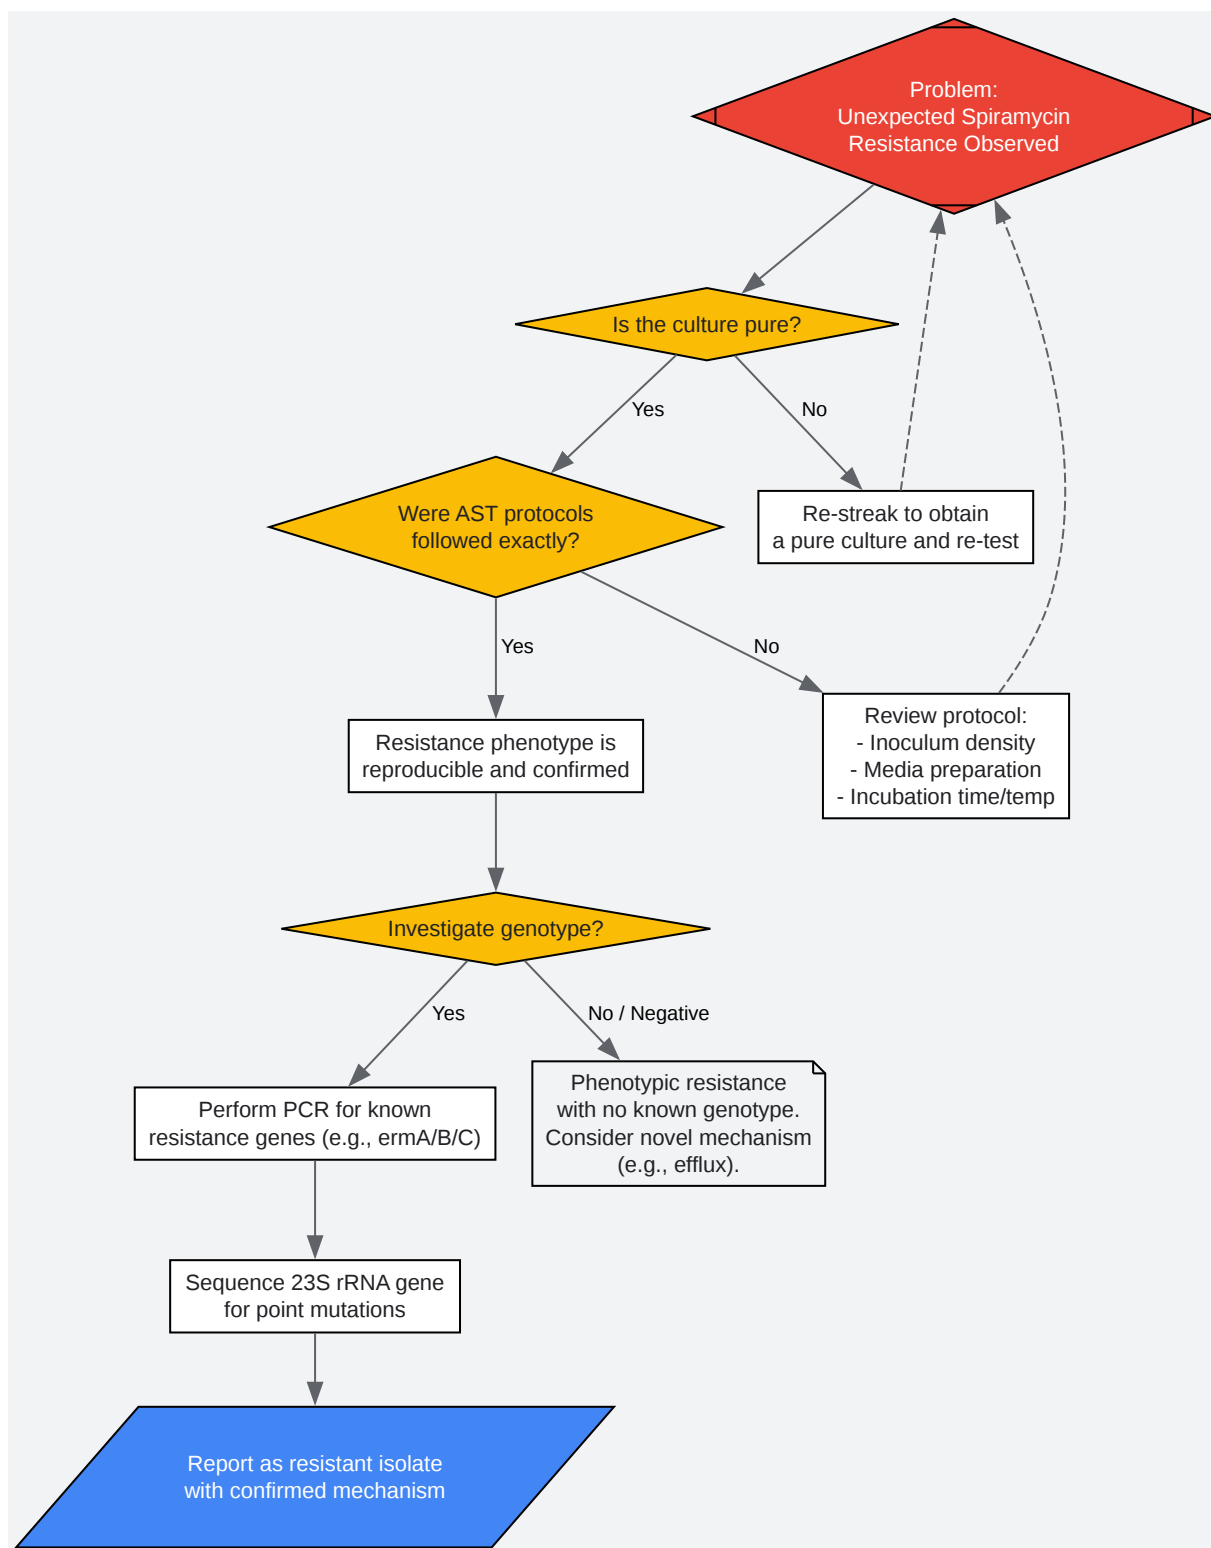 Problem:
Unexpected Spiramycin
Resistance Observed
Is the culture pure?
Yes
No
Were AST protocols
followed exactly?
Re-streak to obtain
a pure culture and re-test
Yes
No
Resistance phenotype is
reproducible and confirmed
Review protocol:
- Inoculum density
- Media preparation
- Incubation time/temp
Investigate genotype?
Yes
No / Negative
Perform PCR for known
resistance genes (e.g., ermA/B/C)
Phenotypic resistance
with no known genotype.
Consider novel mechanism
(e.g., efflux).
Sequence 23S rRNA gene
for point mutations
Report as resistant isolate
with confirmed mechanism